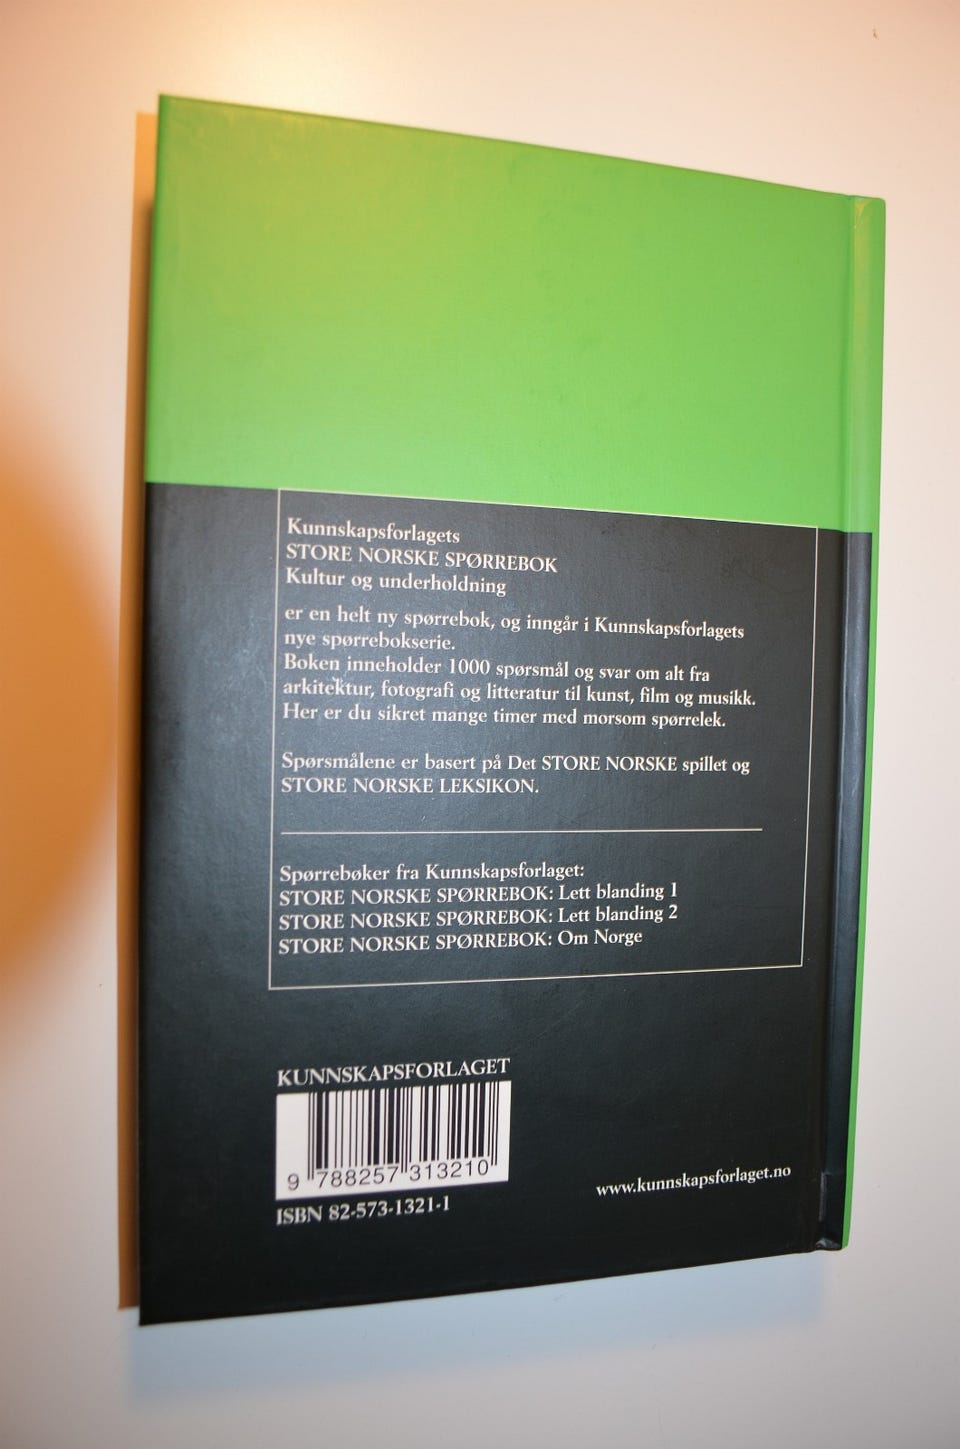 Kunnskapsforlagets
STORE NORSKE SPØRREBOK
Kultur og underholdning
er en helt ny spørrebok, og inngår i Kunnskapsforlagets
nye spørrebokserie.
Boken inneholder 1000 spørsmål og svar om alt fra
arkitektur, fotografi og litteratur til kunst, film og musikk.
Her er du sikret mange timer med morsom spørrelek.
Spørsmålene er basert på Det STORE NORSKE spillet og
STORE NORSKE LEKSIKON.
Spørrebøker fra Kunnskapsforlaget:
STORE NORSKE SPØRREBOK: Lett blanding 1
STORE NORSKE SPØRREBOK: Lett blanding 2
STORE NORSKE SPØRREBOK: Om Norge
KUNNSKAPSFORLAGET
9 788257 313210
ISBN 82-573-1321-1
www.kunnskapsforlaget.no